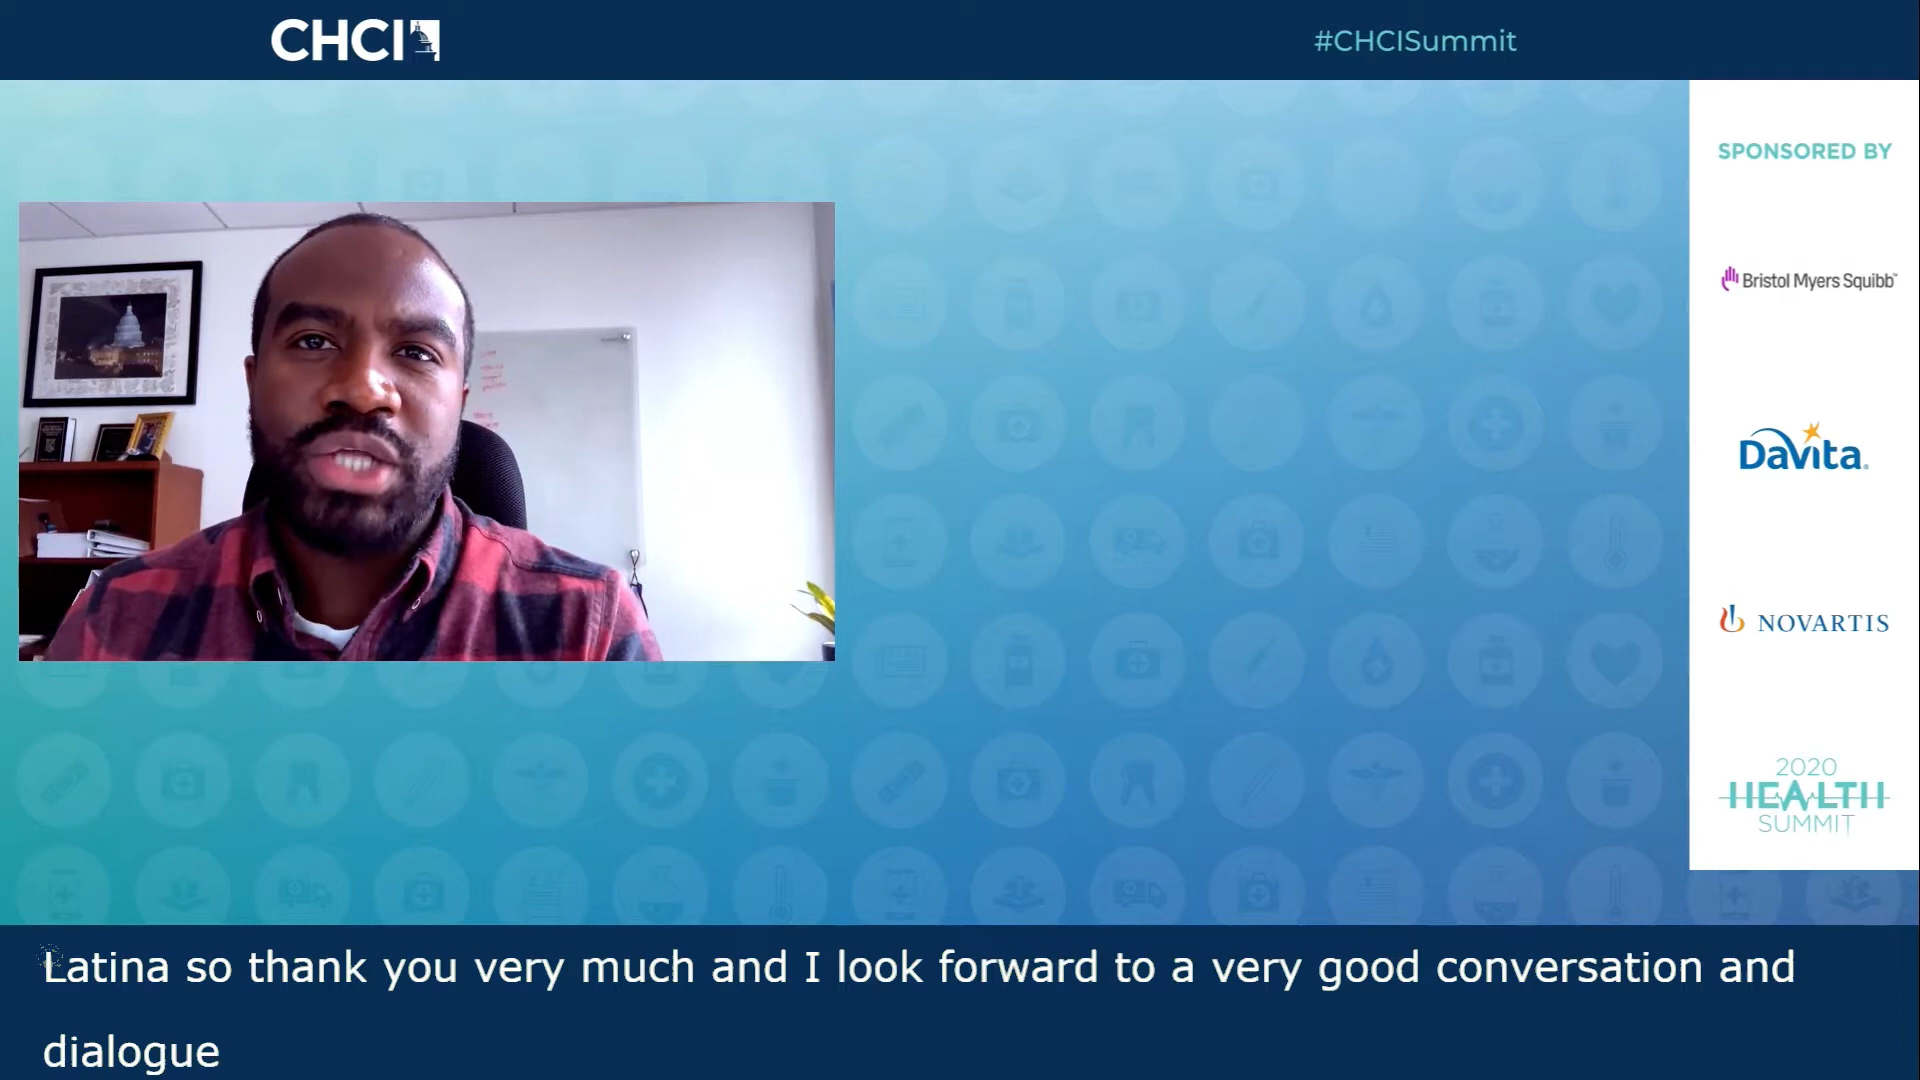 CHCI
#CHCISummit
SPONSORED BY
Bristol Myers Squibb™
DaVita®
NOVARTIS
2020
HEALTH
SUMMIT
Latina so thank you very much and I look forward to a very good conversation and
dialogue